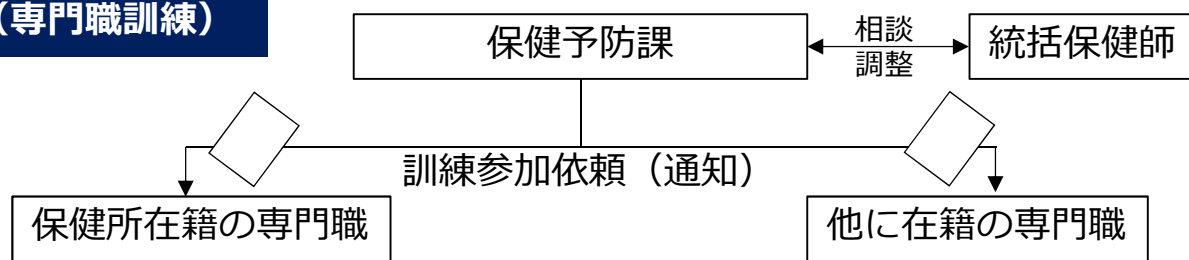 （専門職訓練）
保健予防課
相談
調整
統括保健師
訓練参加依頼（通知）
保健所在籍の専門職
他に在籍の専門職